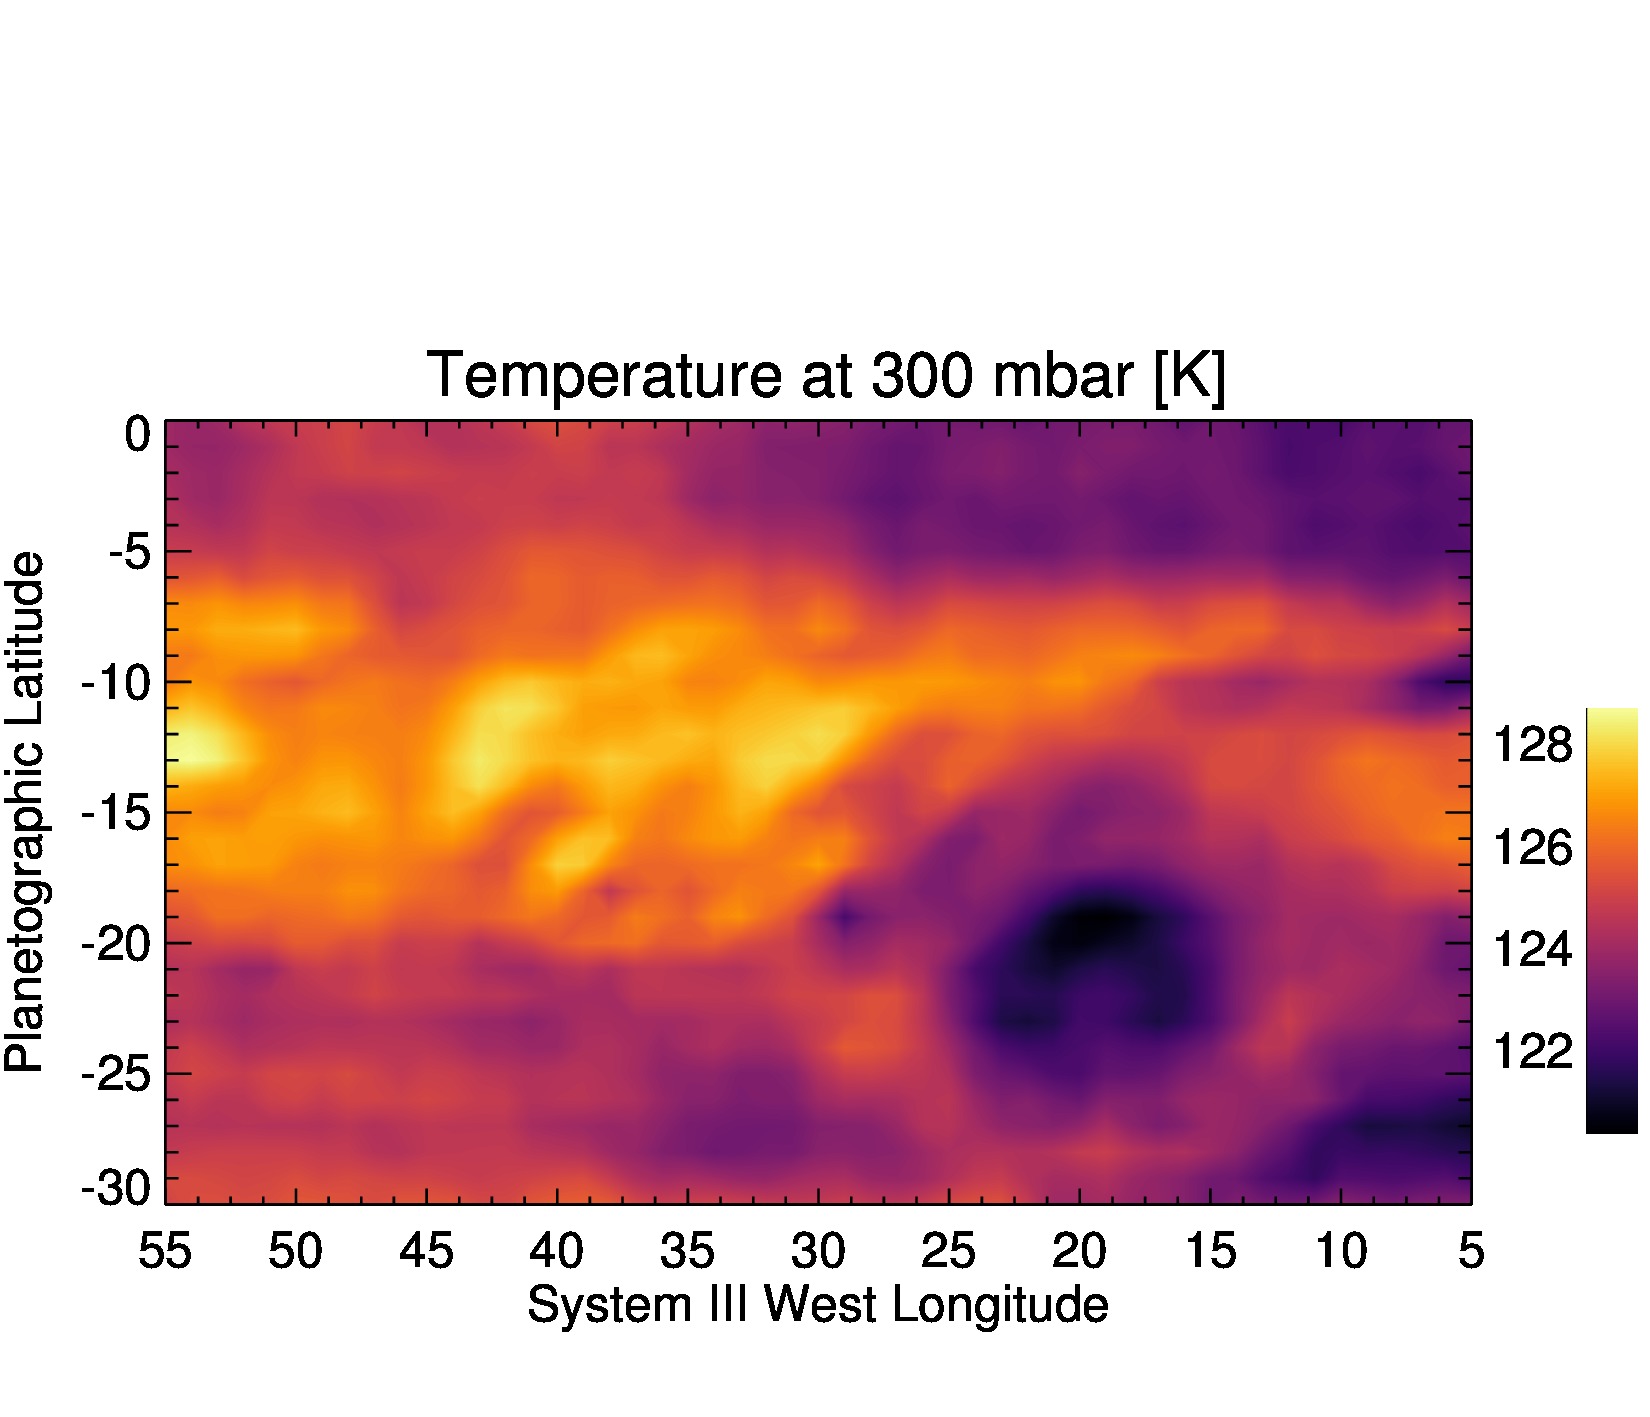 Temperature at 300 mbar [K]
0
-5
-10
-15
-20
-25
-30
Planetographic Latitude
55 50 45 40 35 30 25 20 15 10 5
System III West Longitude
128
126
124
122